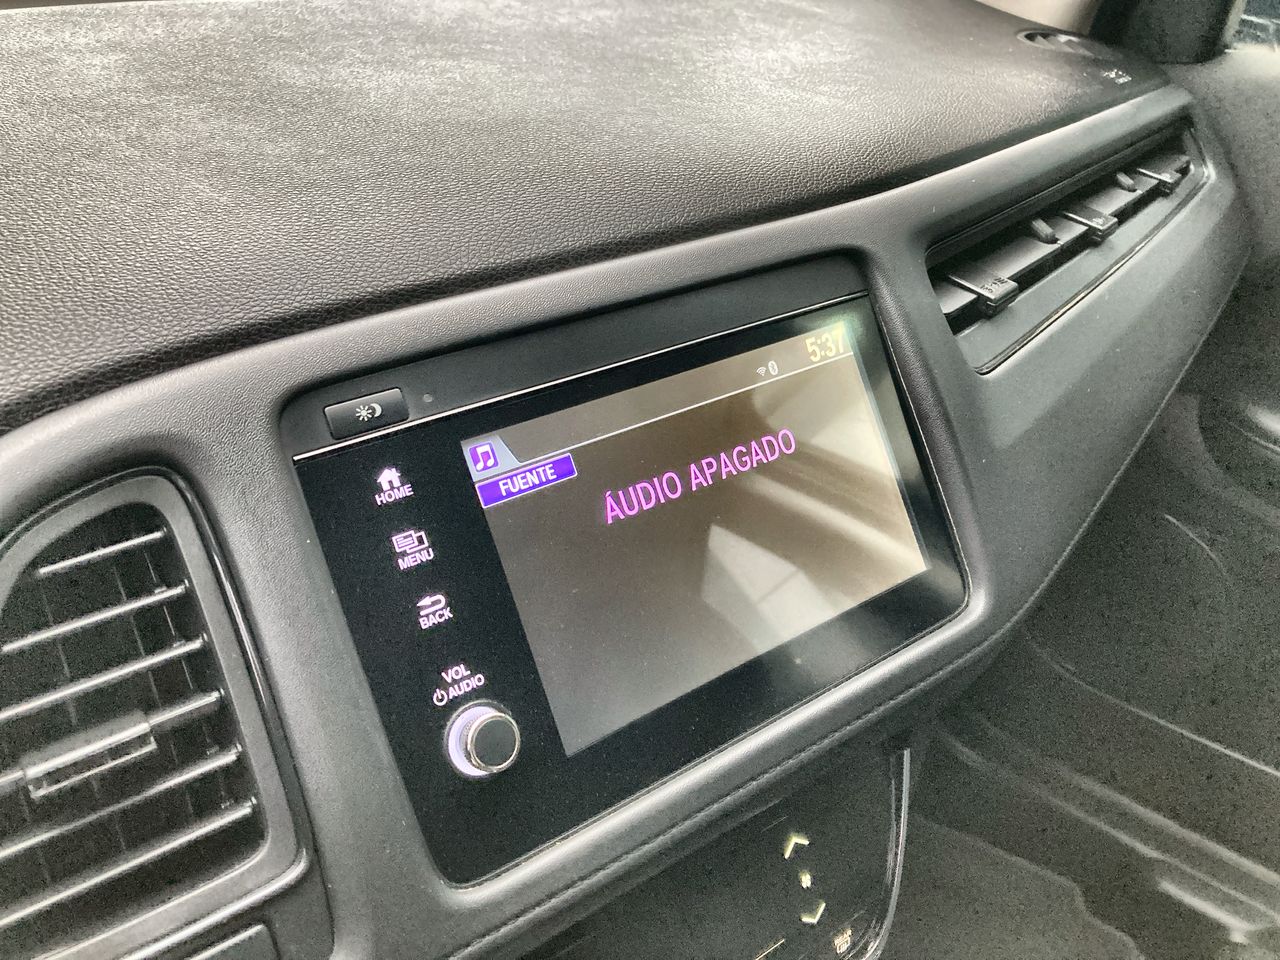 5:37
FUENTE
ÁUDIO APAGADO
HOME
MENU
BACK
VOL
AUDIO